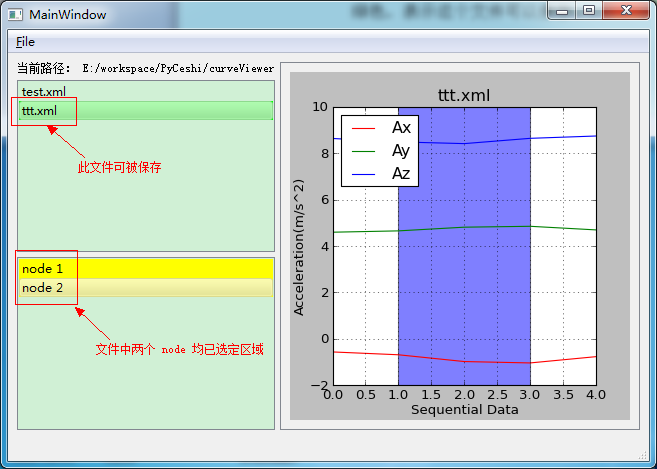 MainWindow
File
当前路径: E:/workspace/PyCeshi/curveViewer
test.xml
ttt.xml
此文件可被保存
node 1
node 2
文件中两个 node 均已选定区域
ttt.xml
Ax
Ay
Az
Acceleration(m/s^2)
10
8
6
4
2
0
−2
0.0 0.5 1.0 1.5 2.0 2.5 3.0 3.5 4.0
Sequential Data